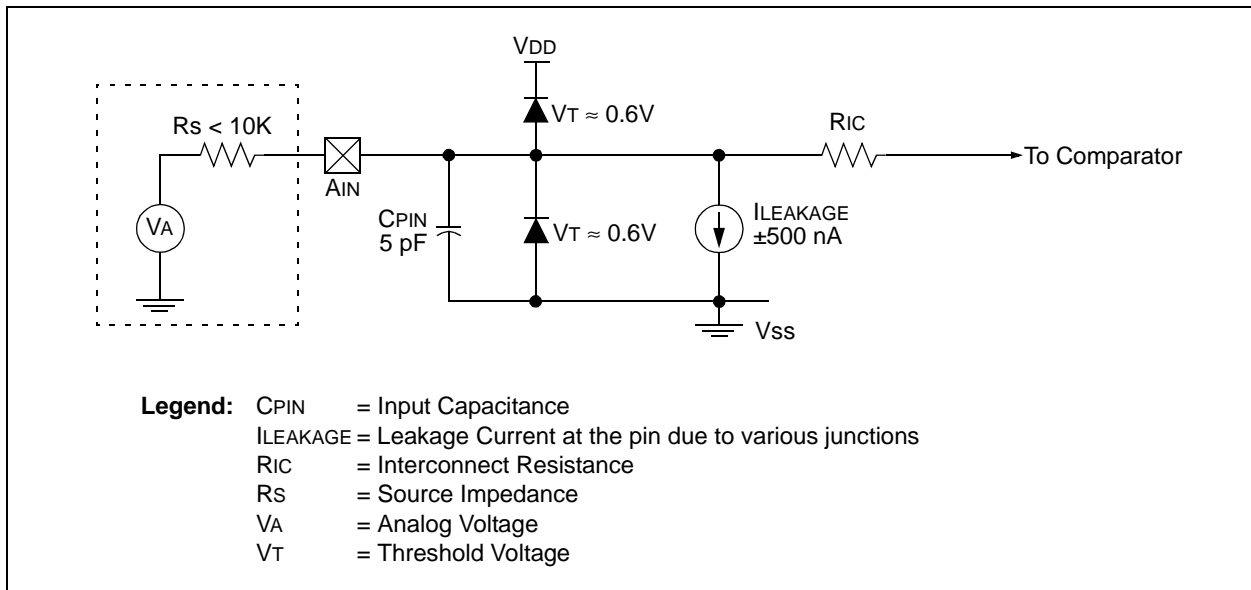 VDD
VT ≈ 0.6V
RS < 10K
RIC
To Comparator
AIN
VA
CPIN
5 pF
VT ≈ 0.6V
ILEAKAGE
±500 nA
Vss
Legend: CPIN = Input Capacitance
ILEAKAGE = Leakage Current at the pin due to various junctions
RIC = Interconnect Resistance
RS = Source Impedance
VA = Analog Voltage
VT = Threshold Voltage